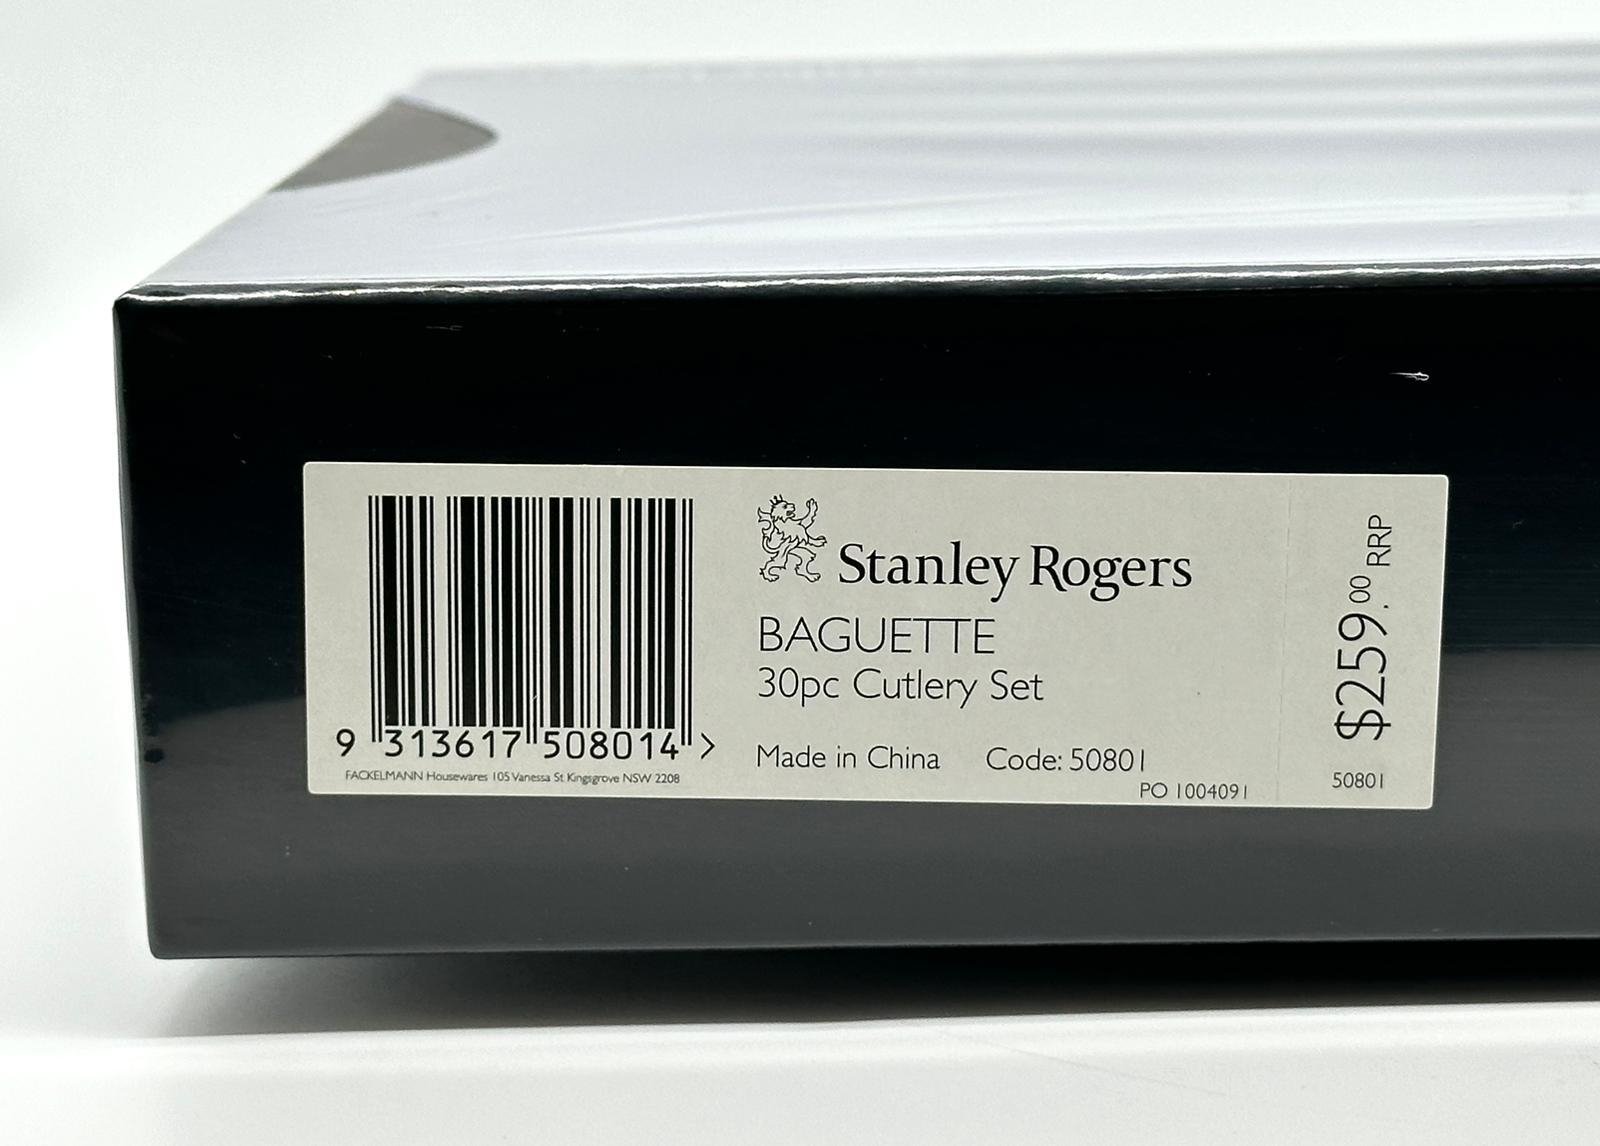 Stanley Rogers
BAGUETTE
30pc Cutlery Set
Made in China Code: 50801
PO 1004091
9 313617 508014 >
FACKELMANN Housewares 105 Vanessa St Kingsgrove NSW 2208
$259.00 RRP
50801